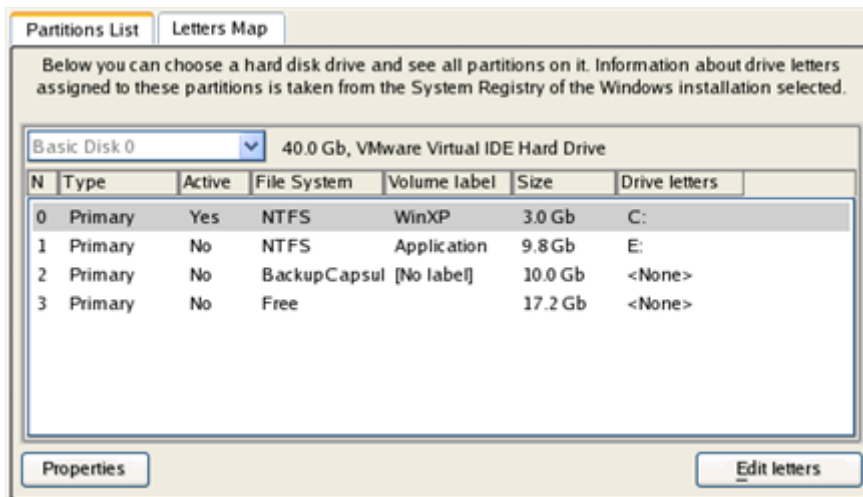 Partitions List Letters Map
Below you can choose a hard disk drive and see all partitions on it. Information about drive letters
assigned to these partitions is taken from the System Registry of the Windows installation selected.
Basic Disk 0 40.0 Gb, VMware Virtual IDE Hard Drive
N Type Active File System Volume label Size Drive letters
0 Primary Yes NTFS WinXP 3.0 Gb C:
1 Primary No NTFS Application 9.8 Gb E:
2 Primary No BackupCapsul [No label] 10.0 Gb <None>
3 Primary No Free 17.2 Gb <None>
Properties Edit letters